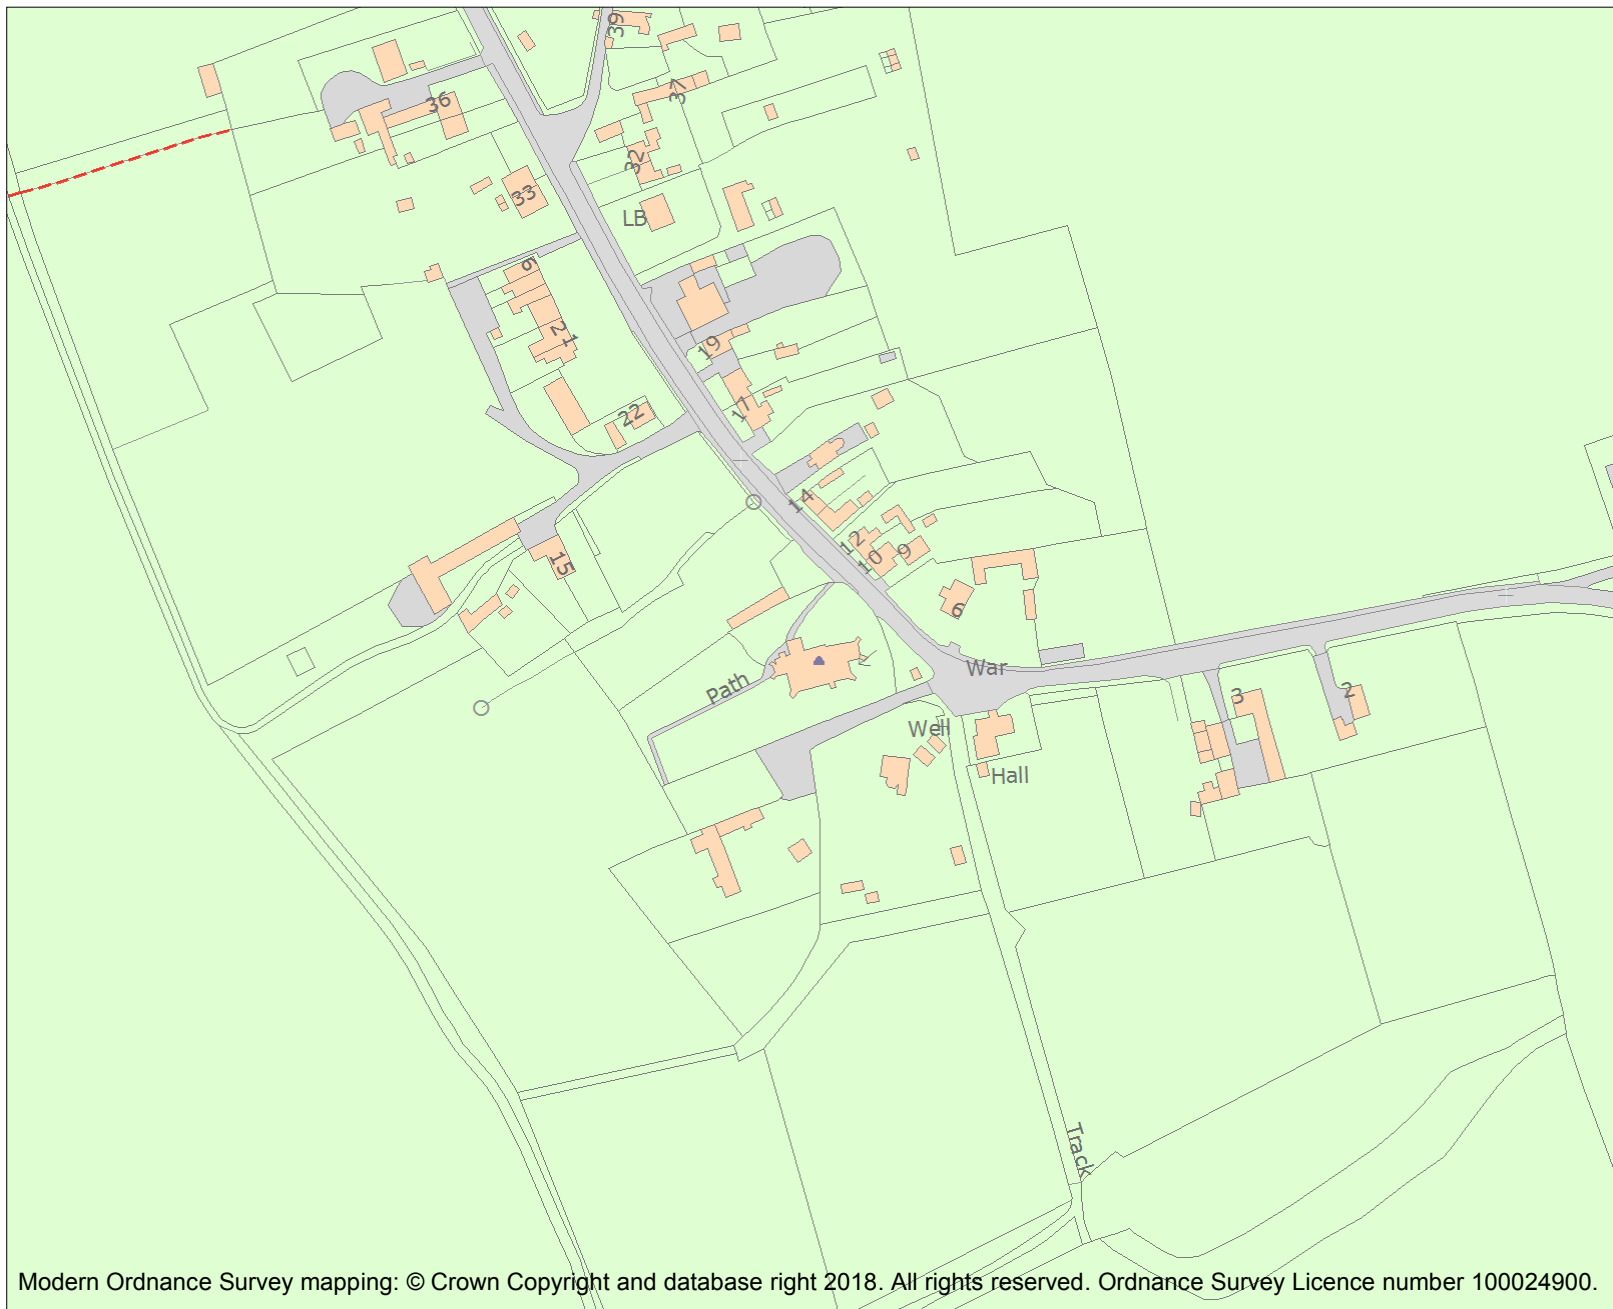 39
37
36
32
33
LB
9
21
19
17
22
14
12
10
9
15
6
War
Path
3
2
Well
Hall
Track
Modern Ordnance Survey mapping: © Crown Copyright and database right 2018. All rights reserved. Ordnance Survey Licence number 100024900.